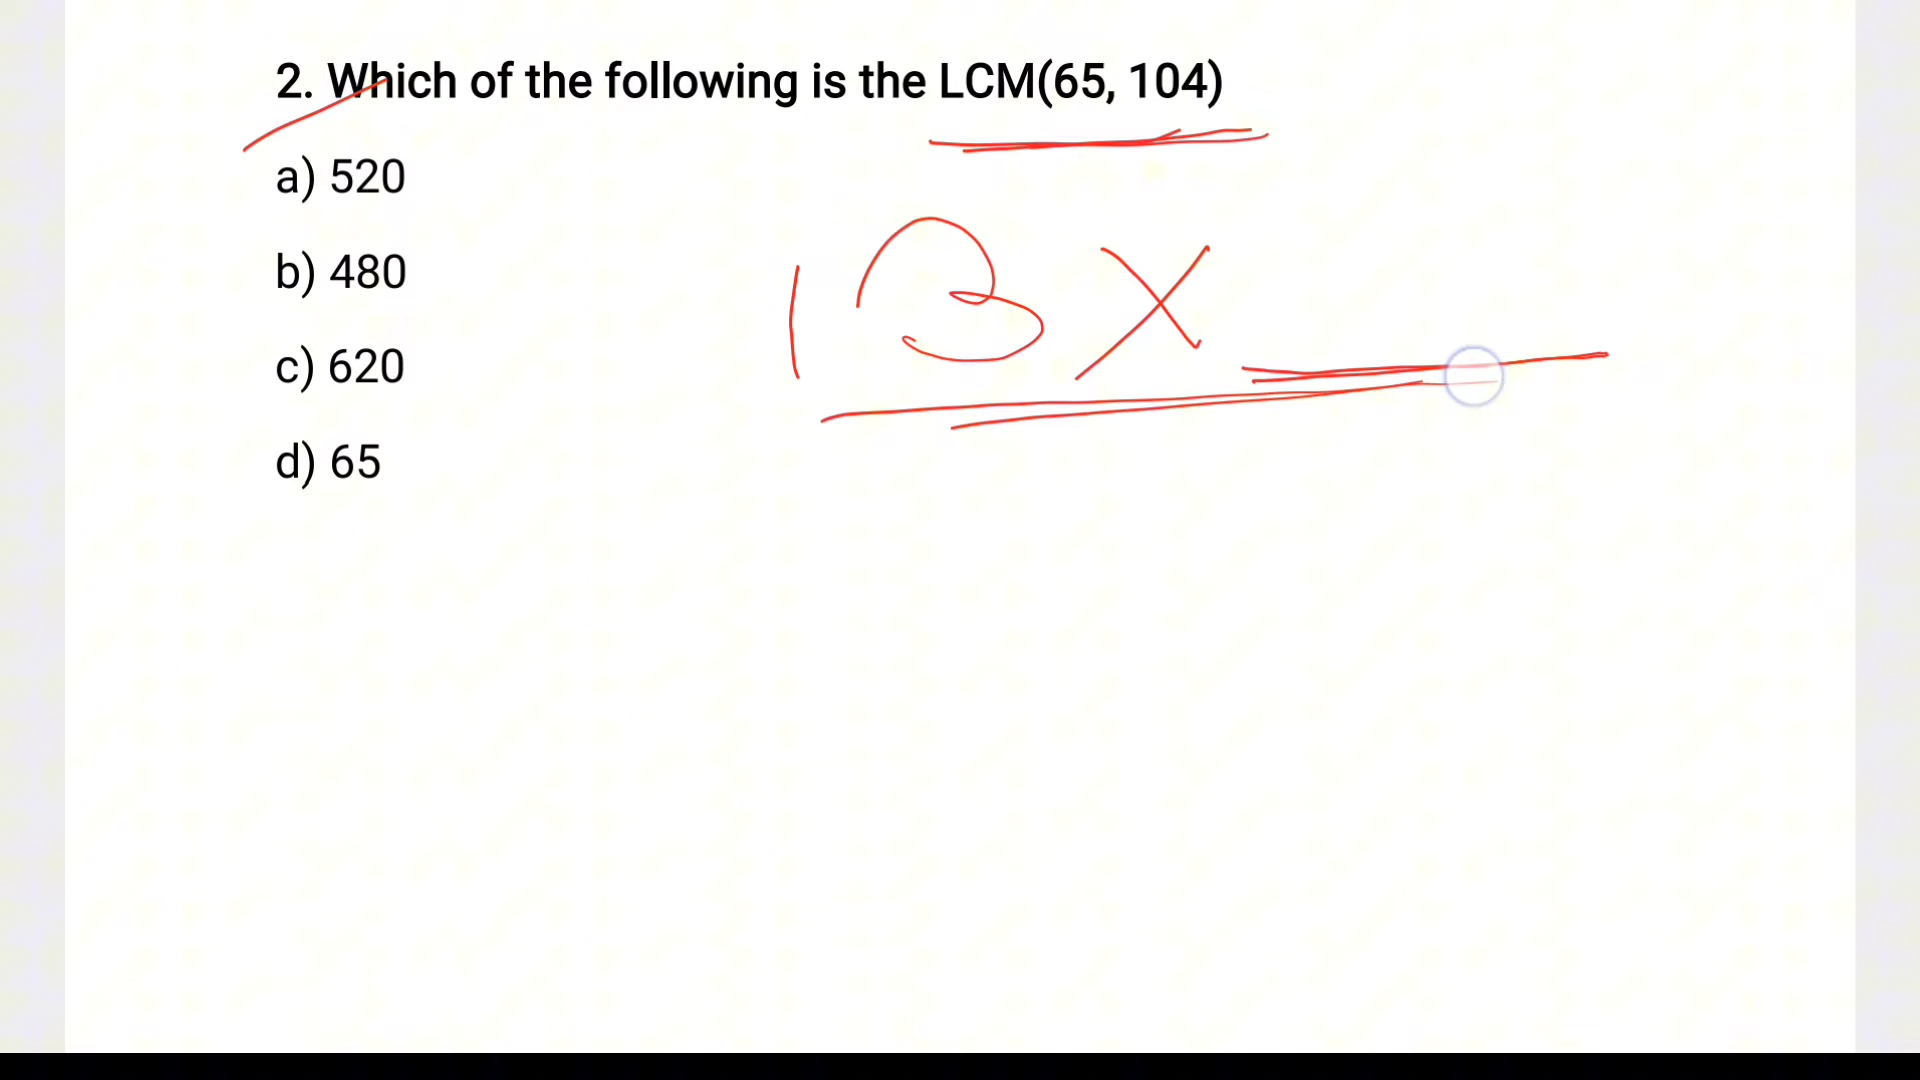 2. Which of the following is the LCM(65, 104)
a) 520
13 X
b) 480
c) 620
d) 65